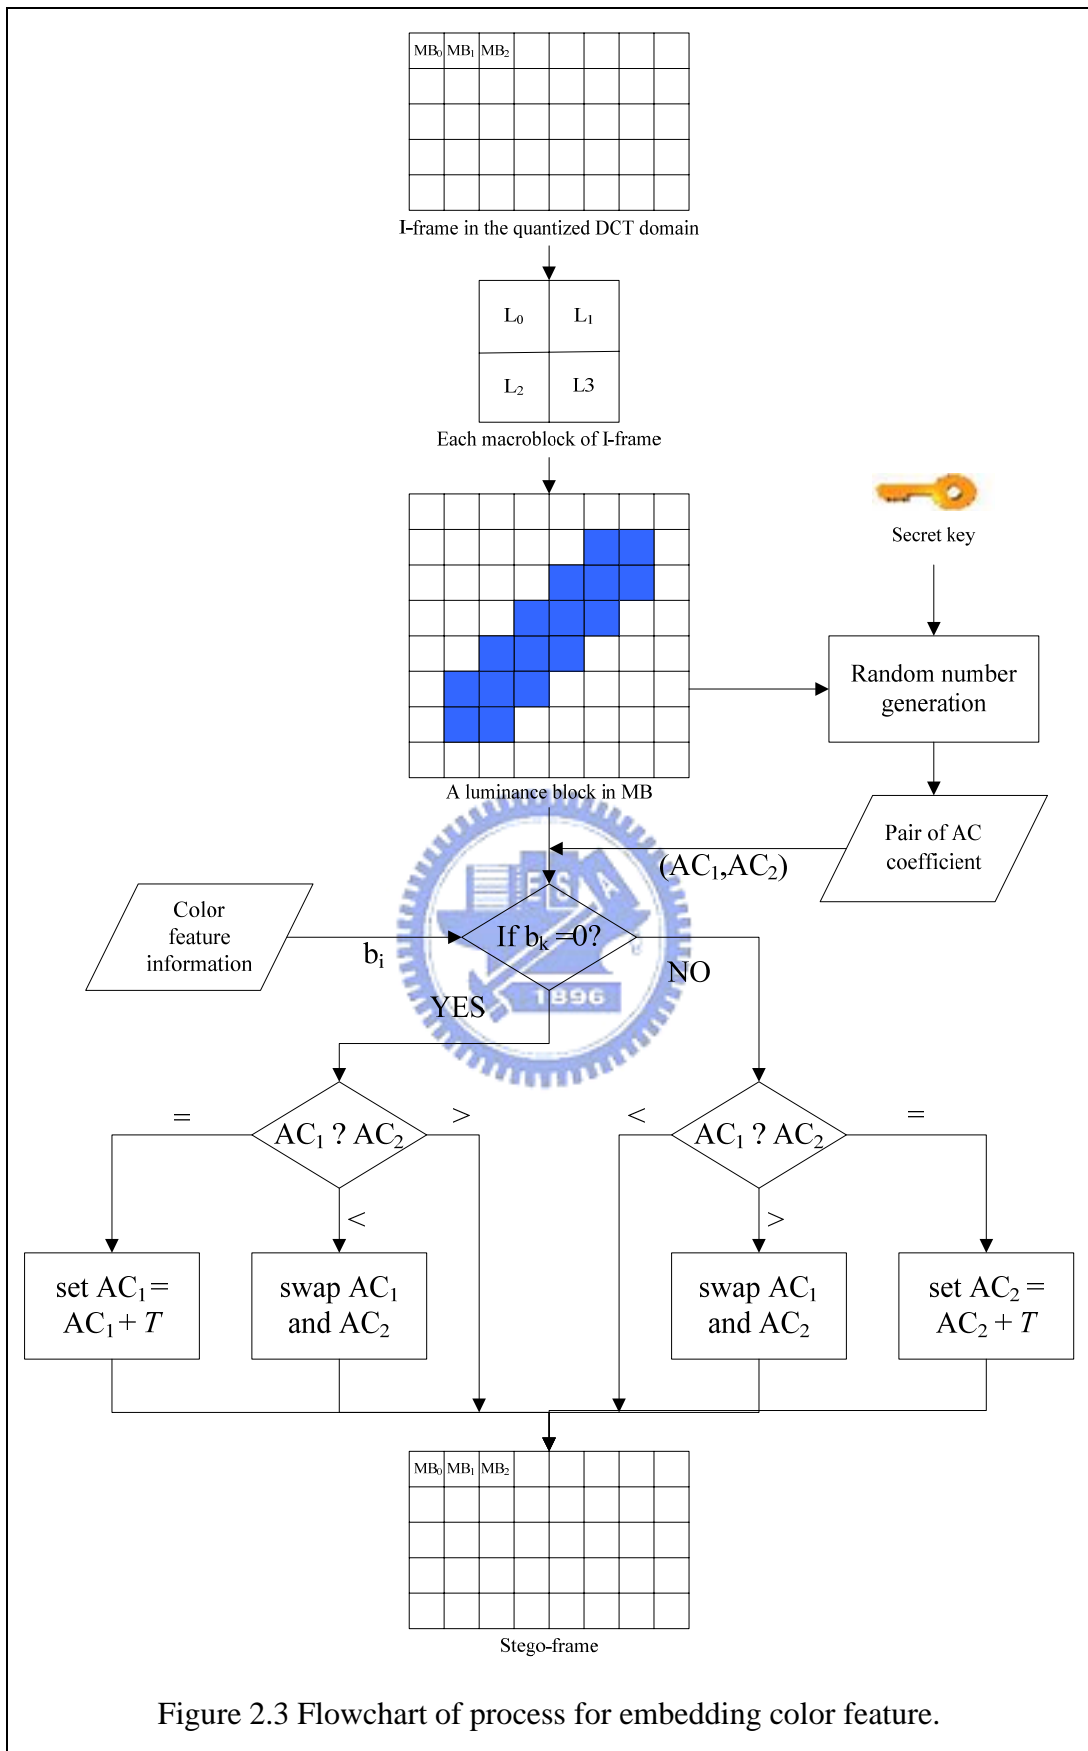 MB₀ MB₁ MB₂
I-frame in the quantized DCT domain
L₀ L₁
L₂ L3
Each macroblock of I-frame
Secret key
Random number
generation
A luminance block in MB
Pair of AC
coefficient
(AC₁,AC₂)
Color
feature
information
bᵢ
If bₖ=0?
YES
NO
1896
= AC₁ ? AC₂ >
<
< AC₁ ? AC₂ =
>
set AC₁=
AC₁ + T
swap AC₁
and AC₂
swap AC₁
and AC₂
set AC₂=
AC₂ + T
MB₀ MB₁ MB₂
Stego-frame
Figure 2.3 Flowchart of process for embedding color feature.